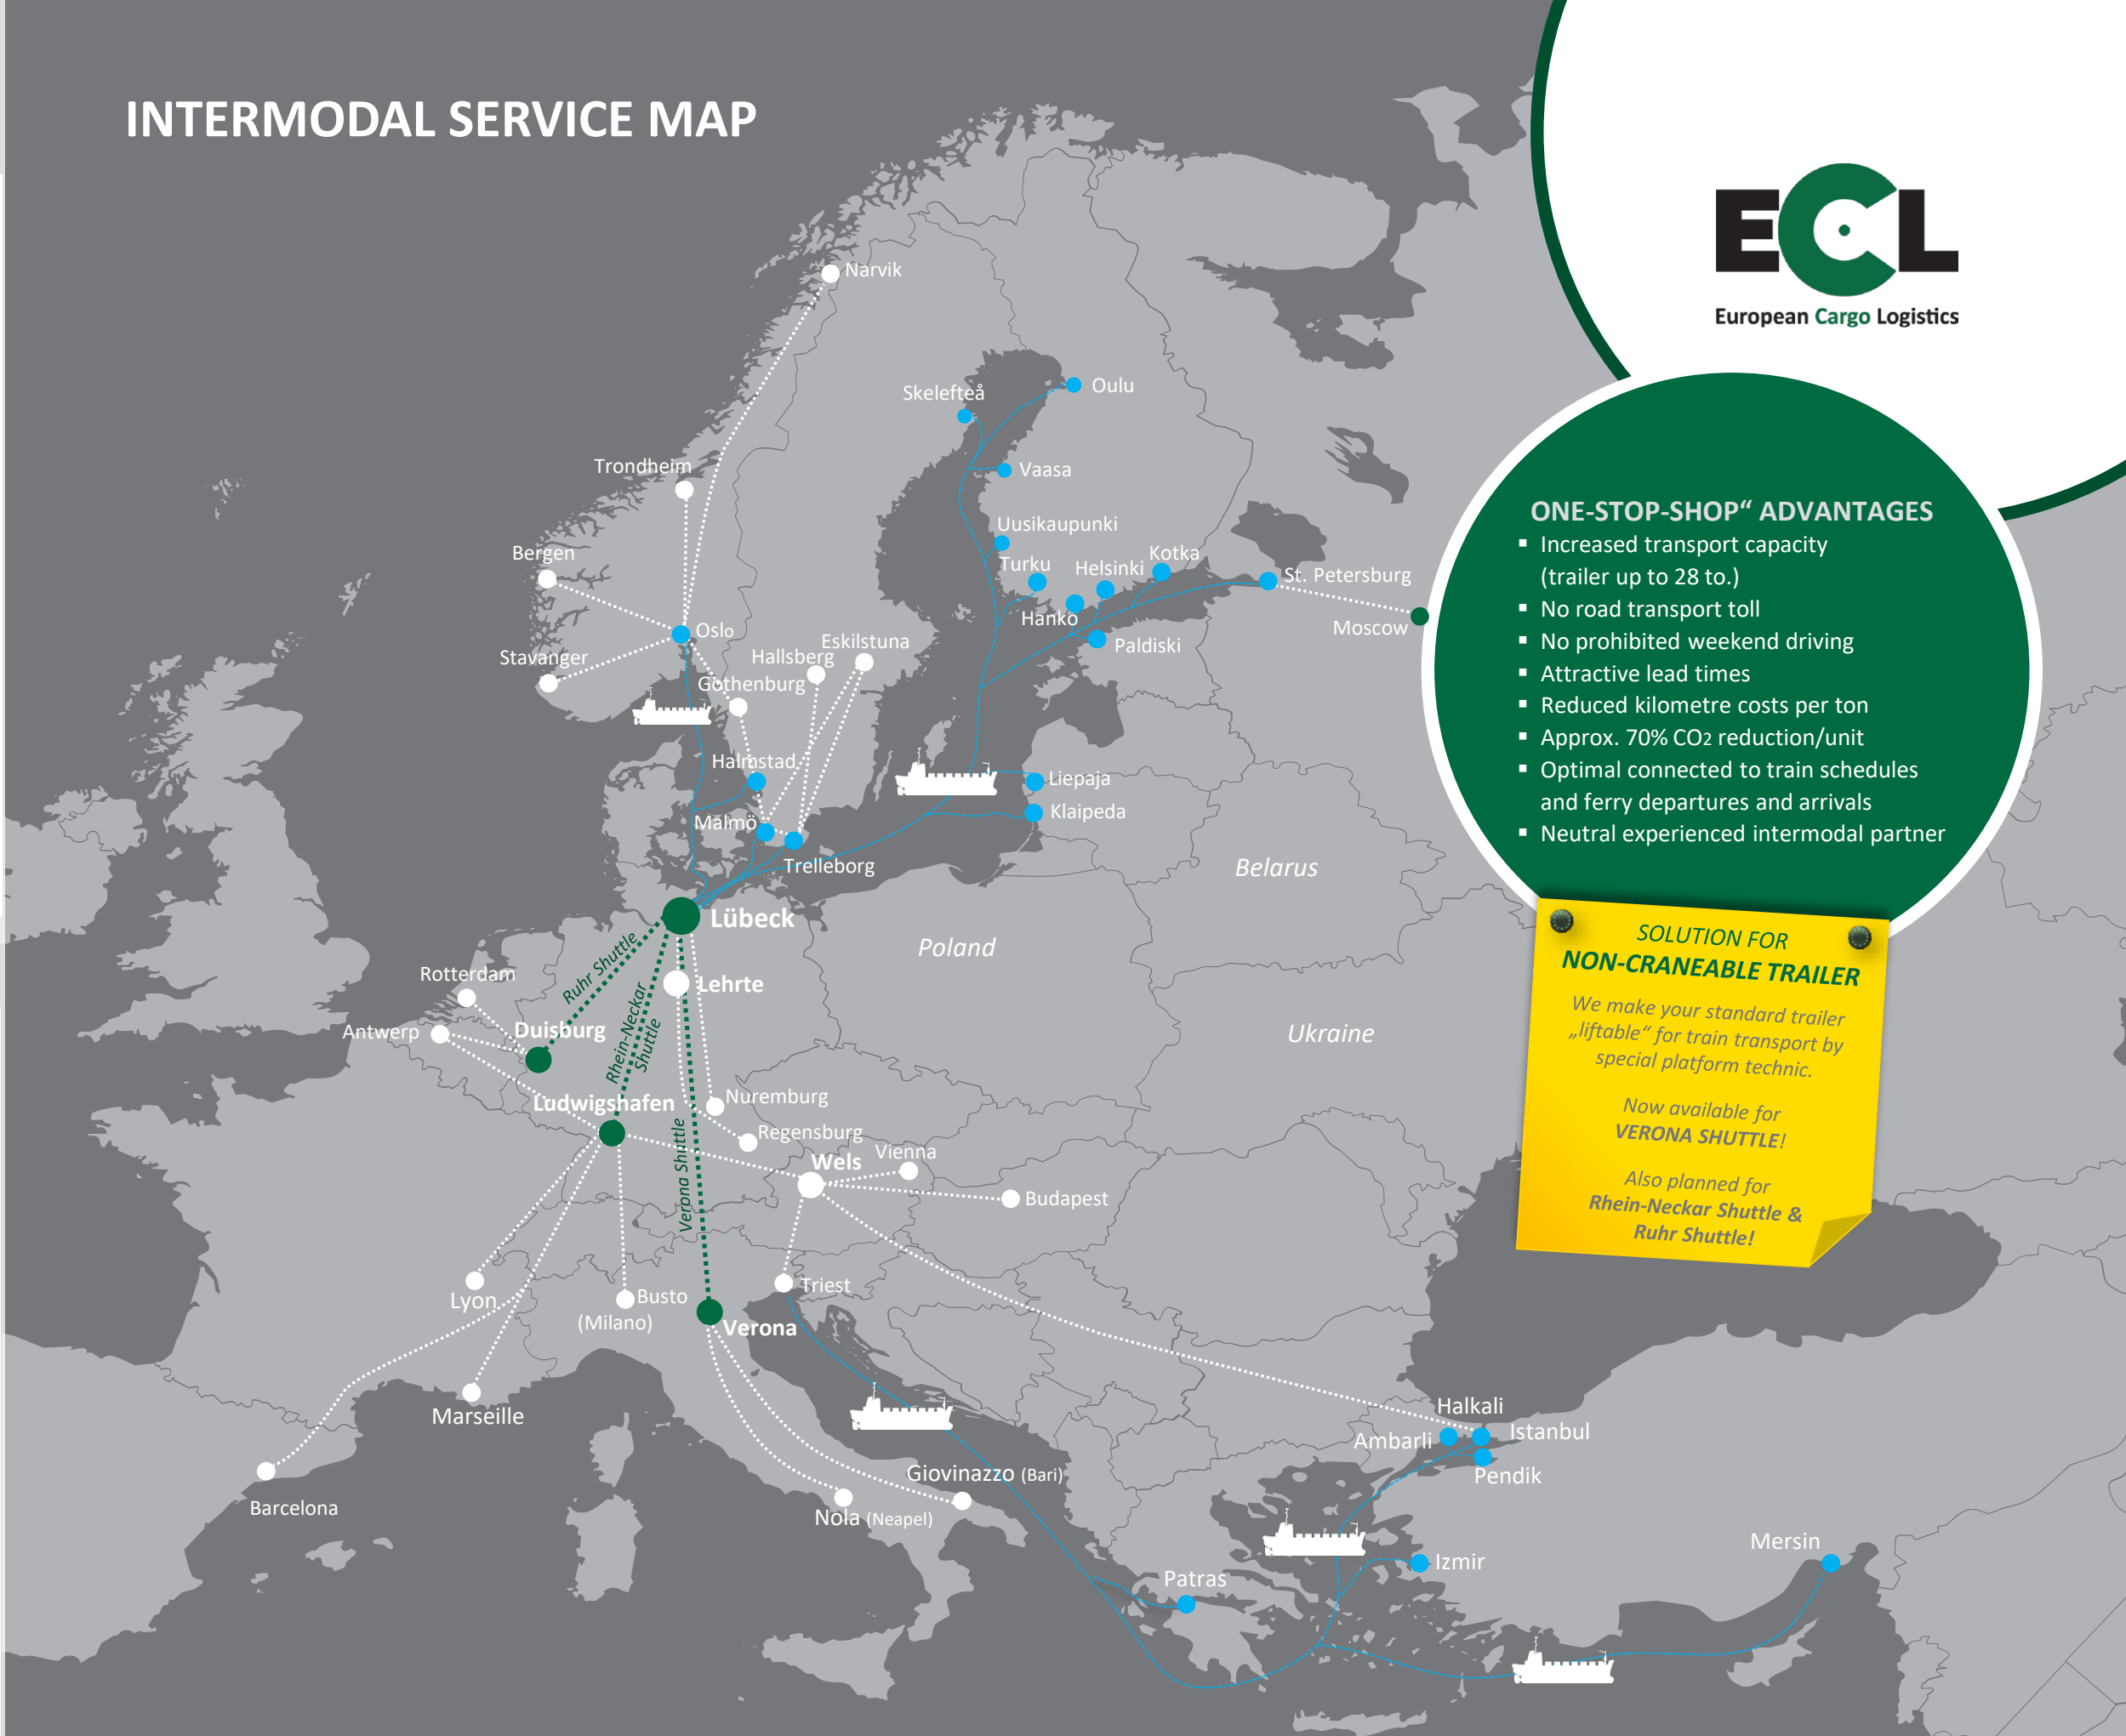 INTERMODAL SERVICE MAP
ECL
European Cargo Logistics
Narvik
Skelefteå
Oulu
Trondheim
Vaasa
Uusikaupunki
Bergen
Turku
Helsinki
Kotka
St. Petersburg
Hanko
Moscow
Oslo
Eskilstuna
Paldiski
Stavanger
Hallsberg
Gothenburg
Halmstad
Liepaja
Klaipeda
Malmö
Trelleborg
Belarus
Lübeck
Poland
Ruhr Shuttle
Rotterdam
Lehrte
Rhein-Neckar
Shuttle
Antwerp
Duisburg
Ukraine
Ludwigshafen
Nuremburg
Regensburg
Verona Shuttle
Vienna
Wels
Budapest
Triest
Lyon
Busto
(Milano)
Verona
Marseille
Halkali
Ambarli
Istanbul
Pendik
Giovinazzo (Bari)
Barcelona
Nola (Neapel)
Mersin
Izmir
Patras
ONE-STOP-SHOP“ ADVANTAGES
▪ Increased transport capacity
(trailer up to 28 to.)
▪ No road transport toll
▪ No prohibited weekend driving
▪ Attractive lead times
▪ Reduced kilometre costs per ton
▪ Approx. 70% CO2 reduction/unit
▪ Optimal connected to train schedules
and ferry departures and arrivals
▪ Neutral experienced intermodal partner
SOLUTION FOR
NON-CRANEABLE TRAILER
We make your standard trailer
„liftable“ for train transport by
special platform technic.
Now available for
VERONA SHUTTLE!
Also planned for
Rhein-Neckar Shuttle &
Ruhr Shuttle!